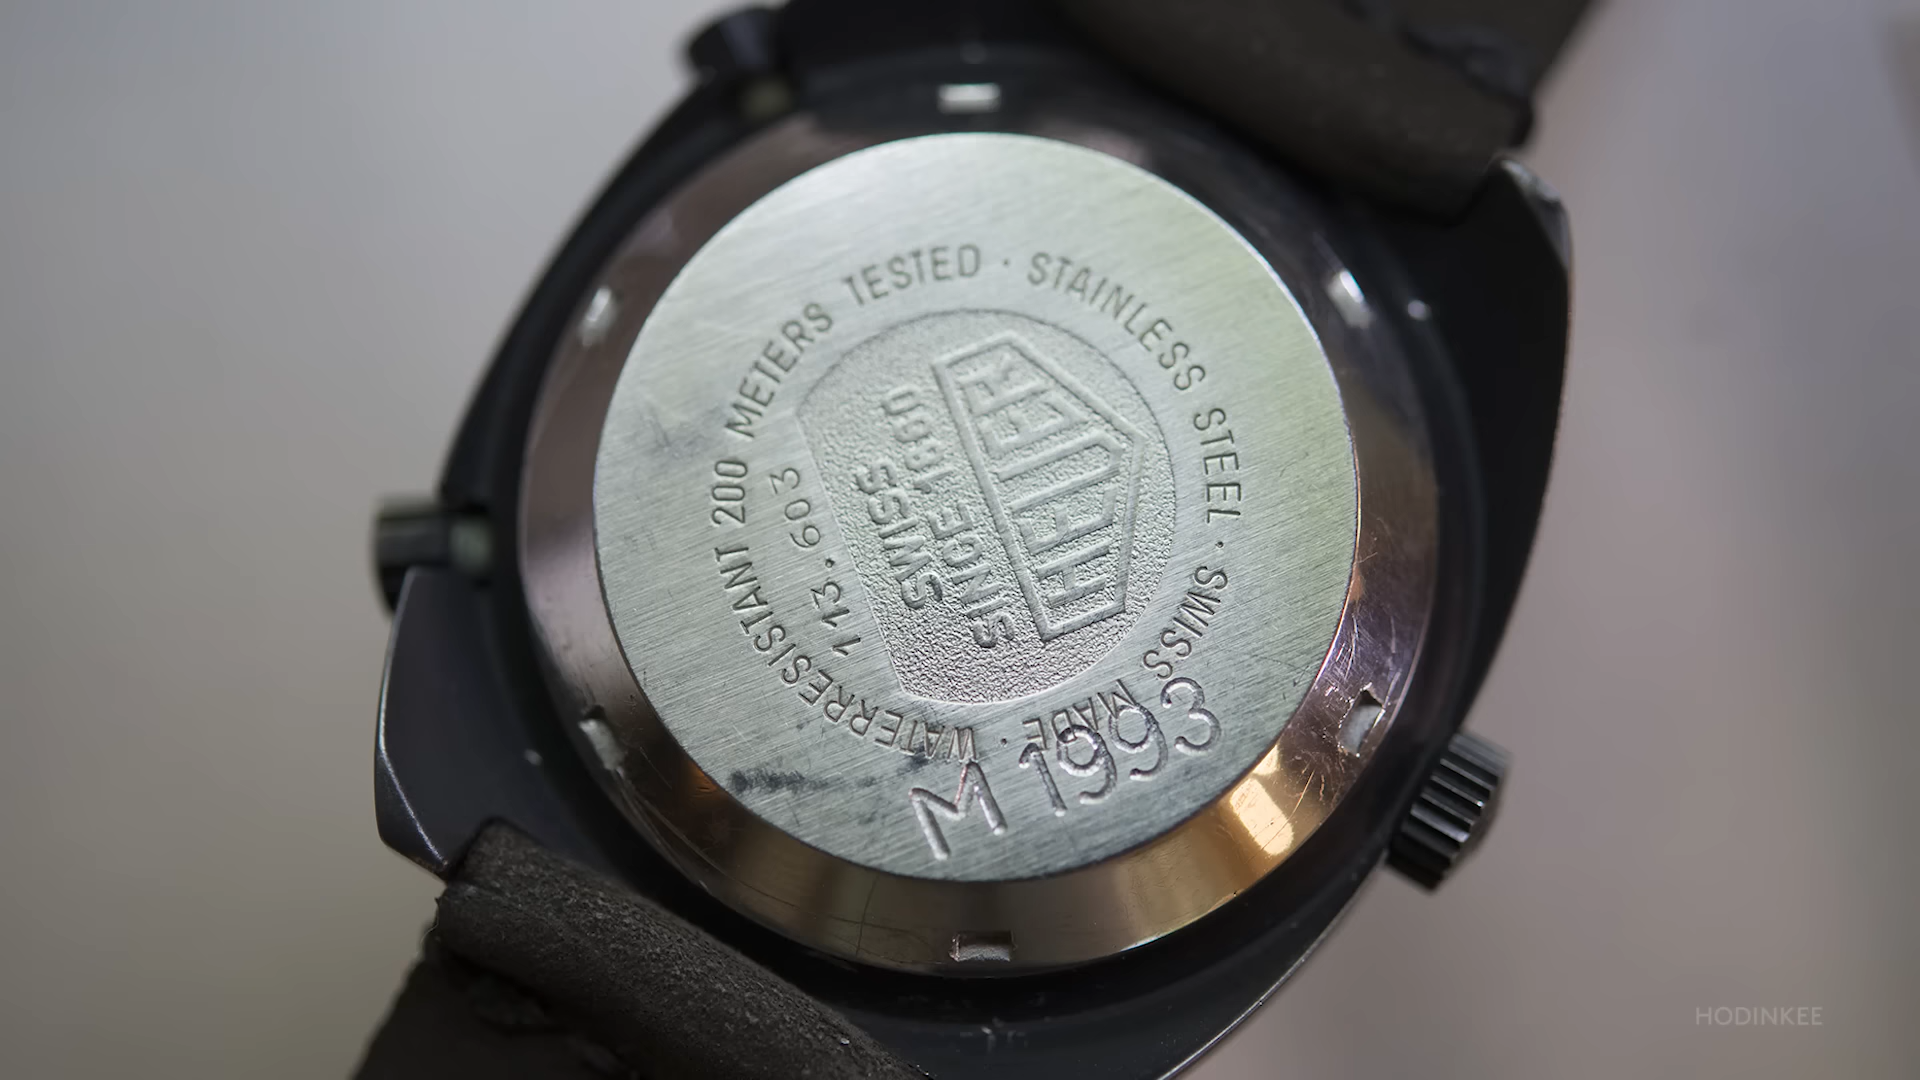 WATERRESISTANT 200 METERS TESTED · STAINLESS STEEL · SWISS MADE ·
HEUER
SINCE 1860
SWISS
113.603
M 1993
HODINKEE